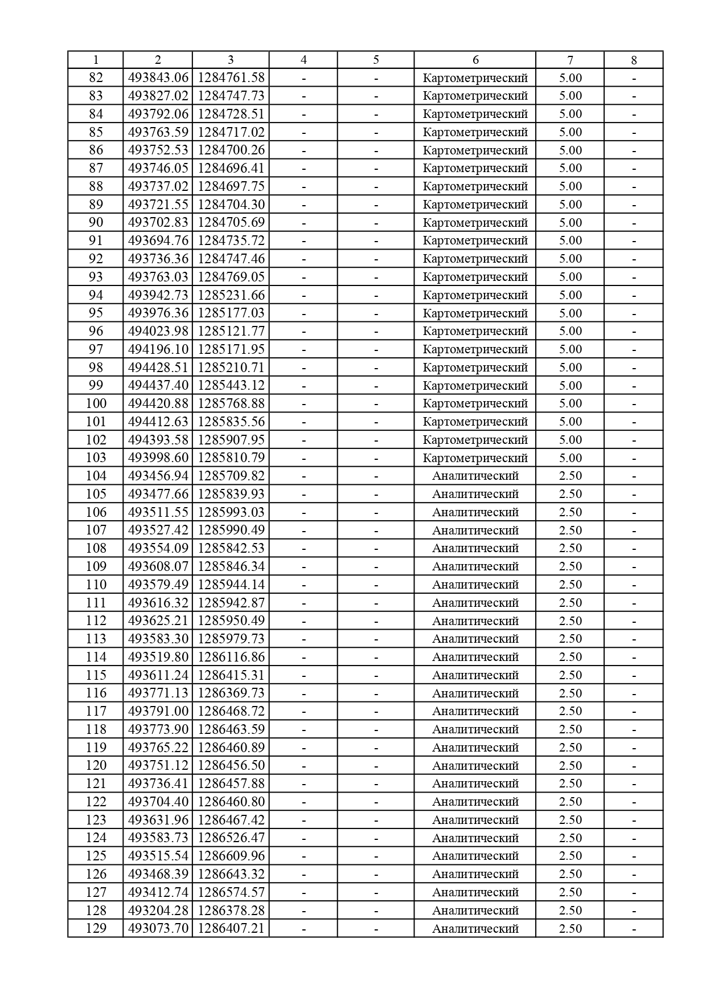 1 2 3 4 5 6 7 8
82 493843.06 1284761.58 - - Картометрический 5.00 -
83 493827.02 1284747.73 - - Картометрический 5.00 -
84 493792.06 1284728.51 - - Картометрический 5.00 -
85 493763.59 1284717.02 - - Картометрический 5.00 -
86 493752.53 1284700.26 - - Картометрический 5.00 -
87 493746.05 1284696.41 - - Картометрический 5.00 -
88 493737.02 1284697.75 - - Картометрический 5.00 -
89 493721.55 1284704.30 - - Картометрический 5.00 -
90 493702.83 1284705.69 - - Картометрический 5.00 -
91 493694.76 1284735.72 - - Картометрический 5.00 -
92 493736.36 1284747.46 - - Картометрический 5.00 -
93 493763.03 1284769.05 - - Картометрический 5.00 -
94 493942.73 1285231.66 - - Картометрический 5.00 -
95 493976.36 1285177.03 - - Картометрический 5.00 -
96 494023.98 1285121.77 - - Картометрический 5.00 -
97 494196.10 1285171.95 - - Картометрический 5.00 -
98 494428.51 1285210.71 - - Картометрический 5.00 -
99 494437.40 1285443.12 - - Картометрический 5.00 -
100 494420.88 1285768.88 - - Картометрический 5.00 -
101 494412.63 1285835.56 - - Картометрический 5.00 -
102 494393.58 1285907.95 - - Картометрический 5.00 -
103 493998.60 1285810.79 - - Картометрический 5.00 -
104 493456.94 1285709.82 - - Аналитический 2.50 -
105 493477.66 1285839.93 - - Аналитический 2.50 -
106 493511.55 1285993.03 - - Аналитический 2.50 -
107 493527.42 1285990.49 - - Аналитический 2.50 -
108 493554.09 1285842.53 - - Аналитический 2.50 -
109 493608.07 1285846.34 - - Аналитический 2.50 -
110 493579.49 1285944.14 - - Аналитический 2.50 -
111 493616.32 1285942.87 - - Аналитический 2.50 -
112 493625.21 1285950.49 - - Аналитический 2.50 -
113 493583.30 1285979.73 - - Аналитический 2.50 -
114 493519.80 1286116.86 - - Аналитический 2.50 -
115 493611.24 1286415.31 - - Аналитический 2.50 -
116 493771.13 1286369.73 - - Аналитический 2.50 -
117 493791.00 1286468.72 - - Аналитический 2.50 -
118 493773.90 1286463.59 - - Аналитический 2.50 -
119 493765.22 1286460.89 - - Аналитический 2.50 -
120 493751.12 1286456.50 - - Аналитический 2.50 -
121 493736.41 1286457.88 - - Аналитический 2.50 -
122 493704.40 1286460.80 - - Аналитический 2.50 -
123 493631.96 1286467.42 - - Аналитический 2.50 -
124 493583.73 1286526.47 - - Аналитический 2.50 -
125 493515.54 1286609.96 - - Аналитический 2.50 -
126 493468.39 1286643.32 - - Аналитический 2.50 -
127 493412.74 1286574.57 - - Аналитический 2.50 -
128 493204.28 1286378.28 - - Аналитический 2.50 -
129 493073.70 1286407.21 - - Аналитический 2.50 -